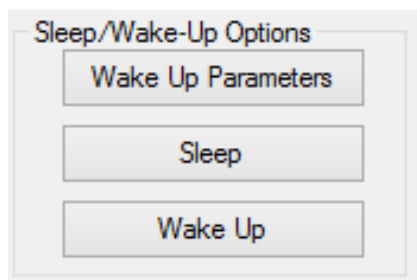 Sleep/Wake-Up Options
Wake Up Parameters
Sleep
Wake Up